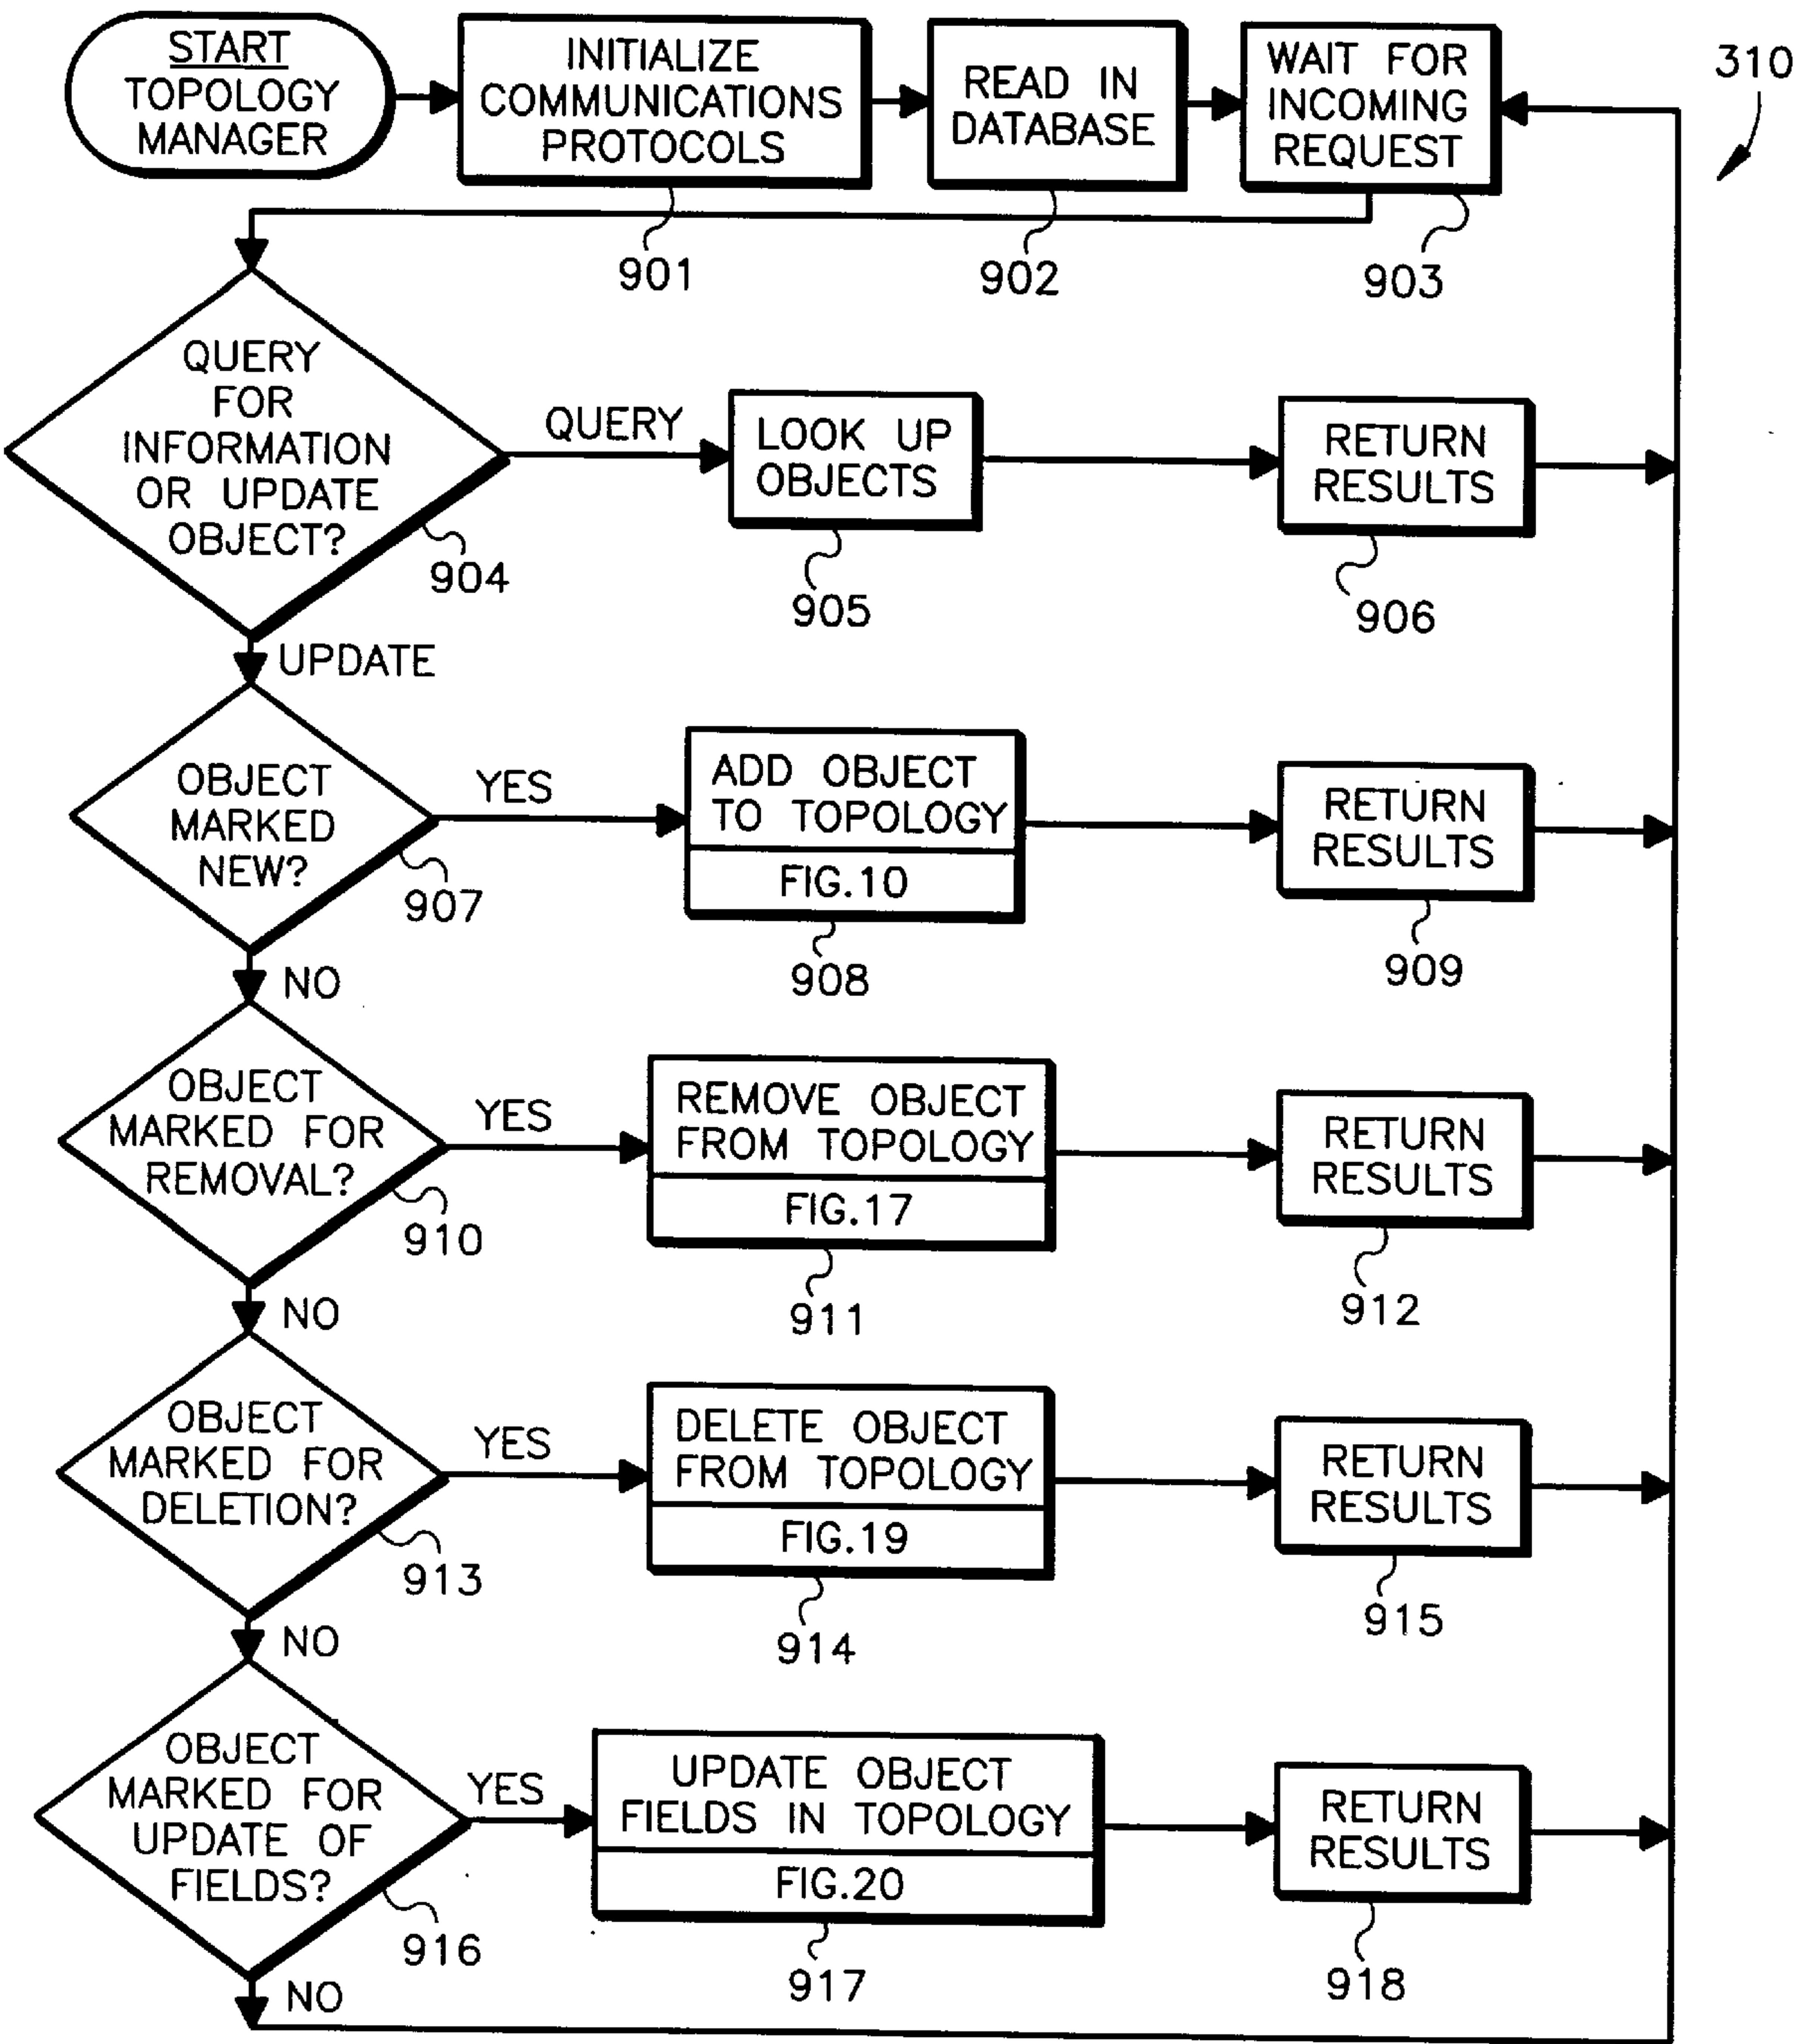 START
TOPOLOGY
MANAGER
INITIALIZE
COMMUNICATIONS
PROTOCOLS
901
READ IN
DATABASE
902
WAIT FOR
INCOMING
REQUEST
903
310
QUERY
FOR
INFORMATION
OR UPDATE
OBJECT?
904
QUERY
LOOK UP
OBJECTS
905
RETURN
RESULTS
906
UPDATE
OBJECT
MARKED
NEW?
907
YES
ADD OBJECT
TO TOPOLOGY
FIG.10
908
RETURN
RESULTS
909
NO
OBJECT
MARKED FOR
REMOVAL?
910
YES
REMOVE OBJECT
FROM TOPOLOGY
FIG.17
911
RETURN
RESULTS
912
NO
OBJECT
MARKED FOR
DELETION?
913
YES
DELETE OBJECT
FROM TOPOLOGY
FIG.19
914
RETURN
RESULTS
915
NO
OBJECT
MARKED FOR
UPDATE OF
FIELDS?
916
YES
UPDATE OBJECT
FIELDS IN TOPOLOGY
FIG.20
917
RETURN
RESULTS
918
NO